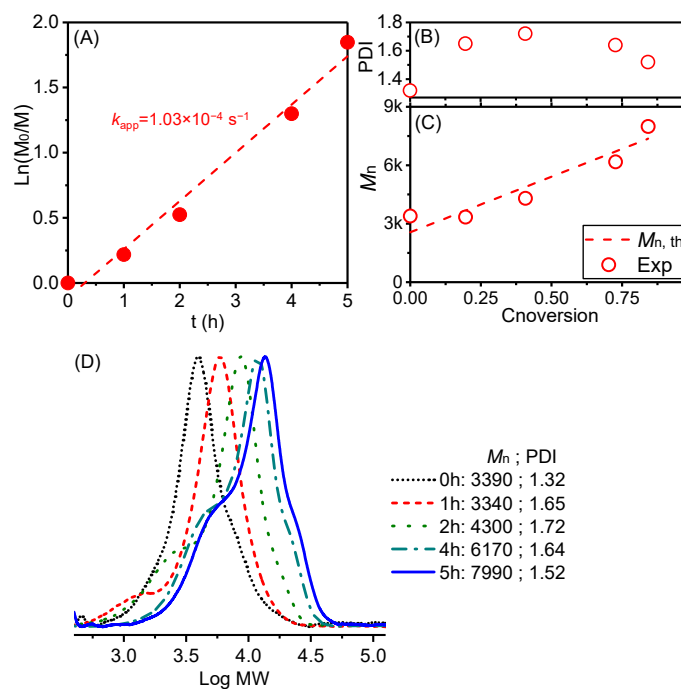 (A)
Ln(M₀/M)
2.0
1.5
1.0
0.5
0.0
k_app=1.03×10⁻⁴ s⁻¹
0 1 2 3 4 5
t (h)
(B)
PDI
1.6
1.4
(C)
Mₙ
9k
6k
3k
0
Mₙ, th
Exp
0.00 0.25 0.50 0.75
Cnoversion
(D)
Mₙ ; PDI
0h: 3390 ; 1.32
1h: 3340 ; 1.65
2h: 4300 ; 1.72
4h: 6170 ; 1.64
5h: 7990 ; 1.52
3.0 3.5 4.0 4.5 5.0
Log MW